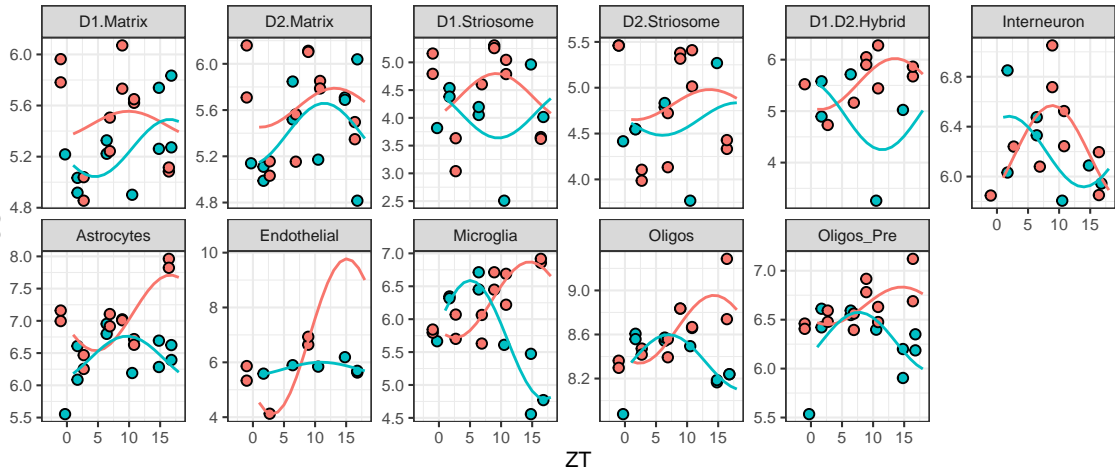 D1.Matrix D2.Matrix D1.Striosome D2.Striosome D1.D2.Hybrid Interneuron
6.0 5.6 5.2 4.8
6.0 5.6 5.2 4.8
5.0 4.5 4.0 3.5 3.0 2.5
5.5 5.0 4.5 4.0
6 5 4
6.8 6.4 6.0
0 5 10 15
Astrocytes Endothelial Microglia Oligos Oligos_Pre
8.0 7.5 7.0 6.5 6.0 5.5
10 8 6 4
7.0 6.5 6.0 5.5 5.0 4.5
9.0 8.6 8.2
7.0 6.5 6.0 5.5
0 5 10 15 0 5 10 15 0 5 10 15 0 5 10 15 0 5 10 15
ZT